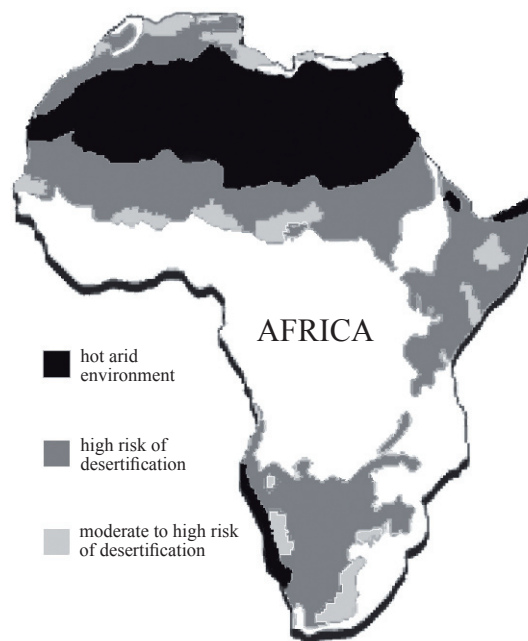 AFRICA
hot arid
environment
high risk of
desertification
moderate to high risk
of desertification